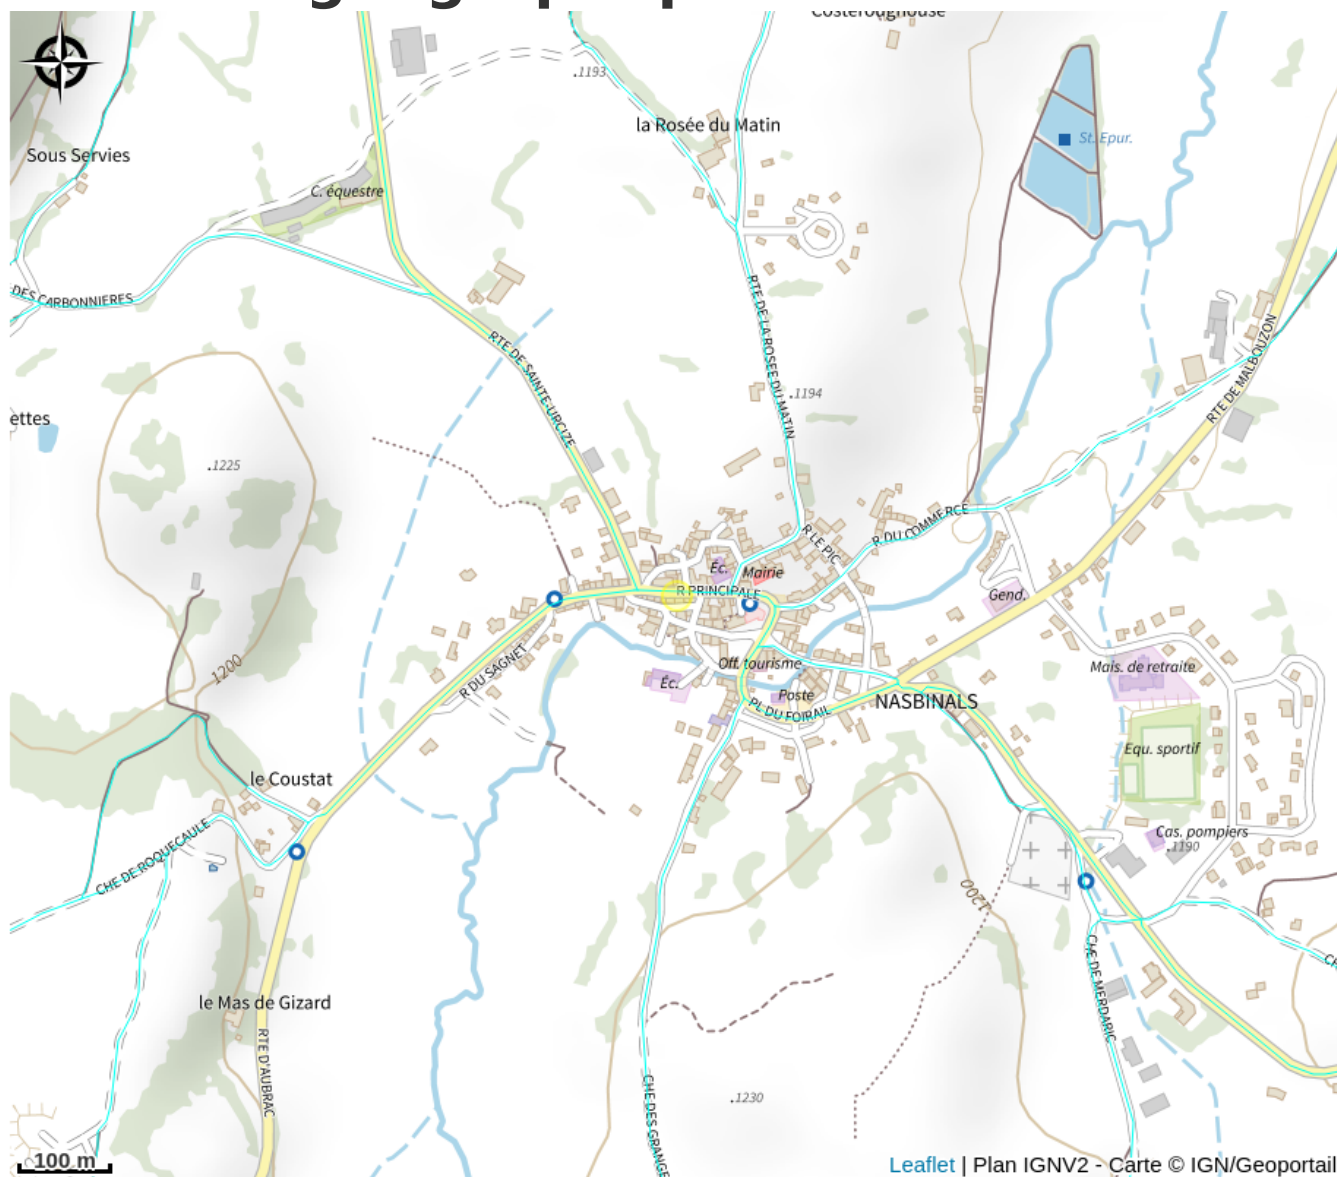 Costeroughouse
.1193
la Rosée du Matin
St. Epur.
Sous Servies
C. équestre
DES CARBONNIERES
RTE DE LA ROSEE DU MATIN
RTE DE SAINTE-URCIZE
RTE DE MALBOUZON
.1194
ettes
.1225
R DU COMMERCE
R LE PIC
Éc.
Mairie
R PRINCIPALE
Gend.
1200
R DU SAGNET
Off. tourisme
Mais. de retraite
Éc.
Poste
NASBINALS
PL DU FOIRAIL
Equ. sportif
le Coustat
CHE DE ROQUECAULE
Cas. pompiers
.1190
1200
CHE DE MERDARIC
le Mas de Gizard
RTE D'AUBRAC
CHE DES GRANGE
.1230
100 m
Leaflet | Plan IGNV2 - Carte © IGN/Geoportail